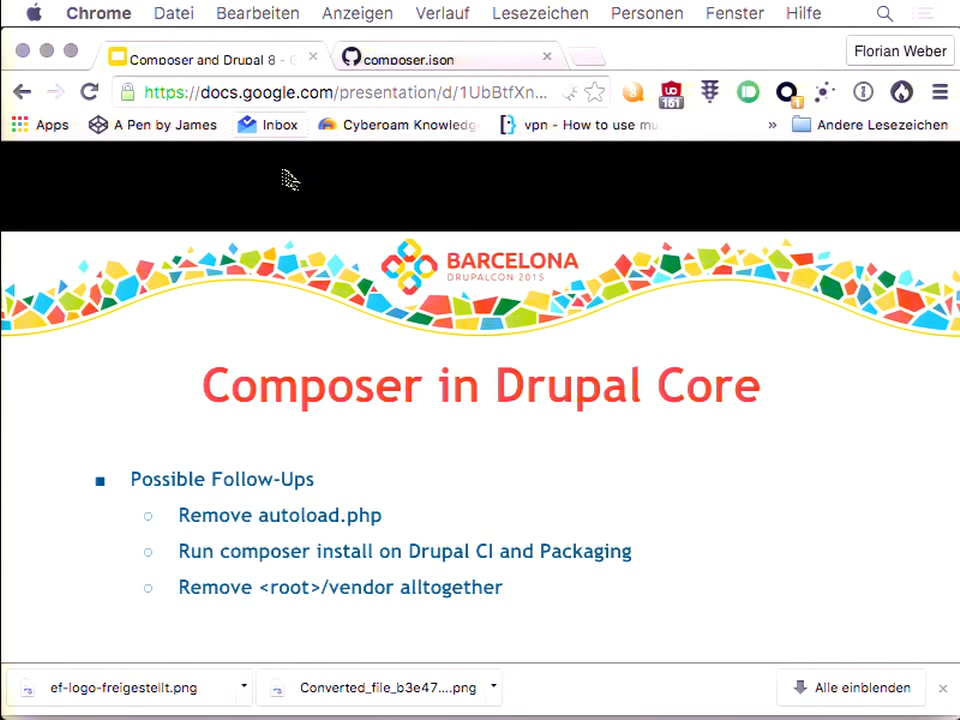 Chrome Datei Bearbeiten Anzeigen Verlauf Lesezeichen Personen Fenster Hilfe
Composer and Drupal 8 - composer.json Florian Weber
https://docs.google.com/presentation/d/1UbBtfXn...
161 1
Apps A Pen by James Inbox Cyberoam Knowledg vpn - How to use mu » Andere Lesezeichen
BARCELONA
DRUPALCON 2015
Composer in Drupal Core
Possible Follow-Ups
Remove autoload.php
Run composer install on Drupal CI and Packaging
Remove <root>/vendor alltogether
ef-logo-freigestellt.png Converted_file_b3e47....png Alle einblenden